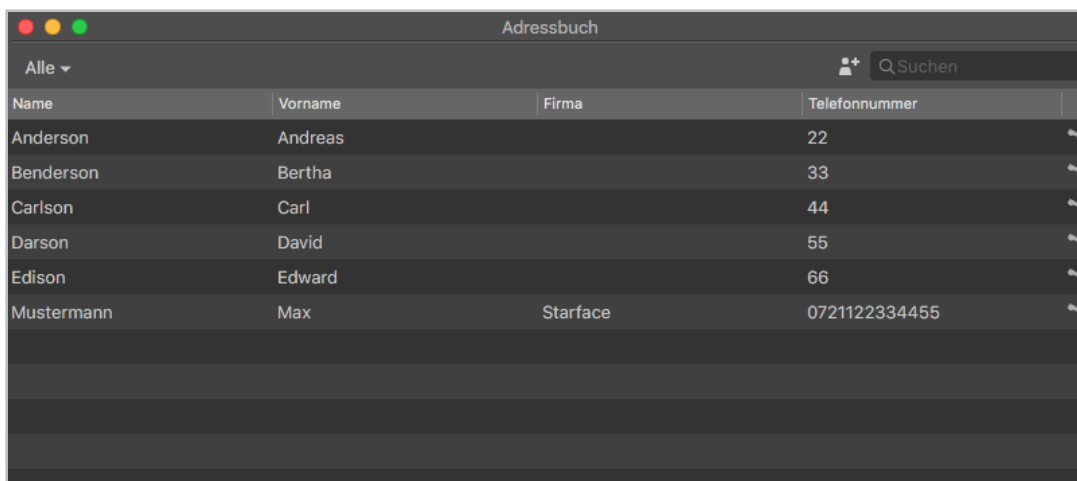 Adressbuch
Alle Suchen
Name Vorname Firma Telefonnummer
Anderson Andreas 22
Benderson Bertha 33
Carlson Carl 44
Darson David 55
Edison Edward 66
Mustermann Max Starface 0721122334455